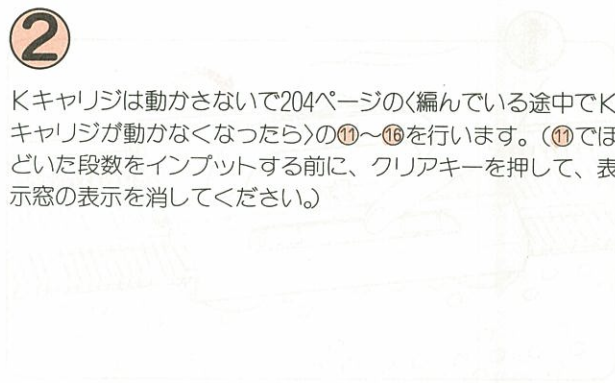 2
Kキャリジは動かさないで204ページの〈編んでいる途中でK
キャリジが動かなくなったら〉の⑪〜⑯を行います。(⑪でほ
どいた段数をインプットする前に、クリアキーを押して、表
示窓の表示を消してください。)